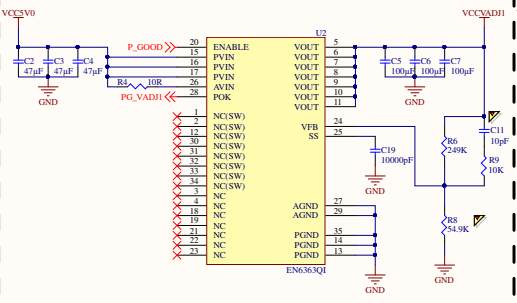 VCC5V0
VCCVADJ1
U2
P_GOOD
20 ENABLE
15 PVIN
16 PVIN
17 PVIN
26 AVIN
28 POK
VOUT 5
VOUT 6
VOUT 7
VOUT 8
VOUT 9
VOUT 10
VOUT 11
C2
47µF
C3
47µF
C4
47µF
GND
R4
10R
PG_VADJ1
C5
100µF
C6
100µF
C7
100µF
GND
1 NC(SW)
2 NC(SW)
12 NC(SW)
30 NC(SW)
31 NC(SW)
32 NC(SW)
33 NC(SW)
34 NC(SW)
3 NC
4 NC
18 NC
19 NC
21 NC
22 NC
23 NC
VFB 24
SS 25
C19
10000pF
GND
AGND 27
AGND 29
PGND 35
PGND 14
PGND 13
EN6363QI
GND
C11
10pF
R6
249K
R9
10K
R8
54.9K
GND